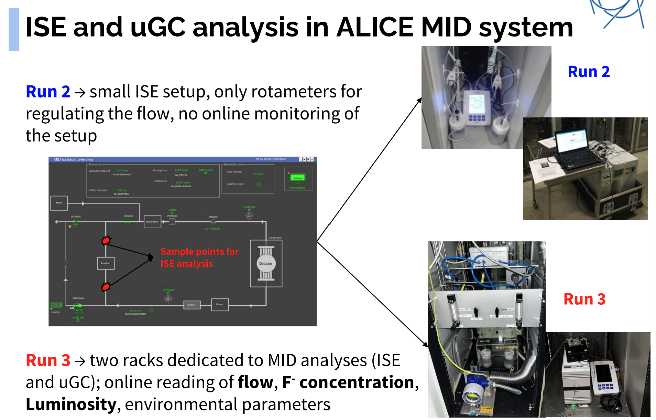 ISE and uGC analysis in ALICE MID system
Run 2 → small ISE setup, only rotameters for
regulating the flow, no online monitoring of
the setup
Run 2
Sample points for
ISE analysis
Run 3
Run 3 → two racks dedicated to MID analyses (ISE
and uGC); online reading of flow, F⁻ concentration,
Luminosity, environmental parameters